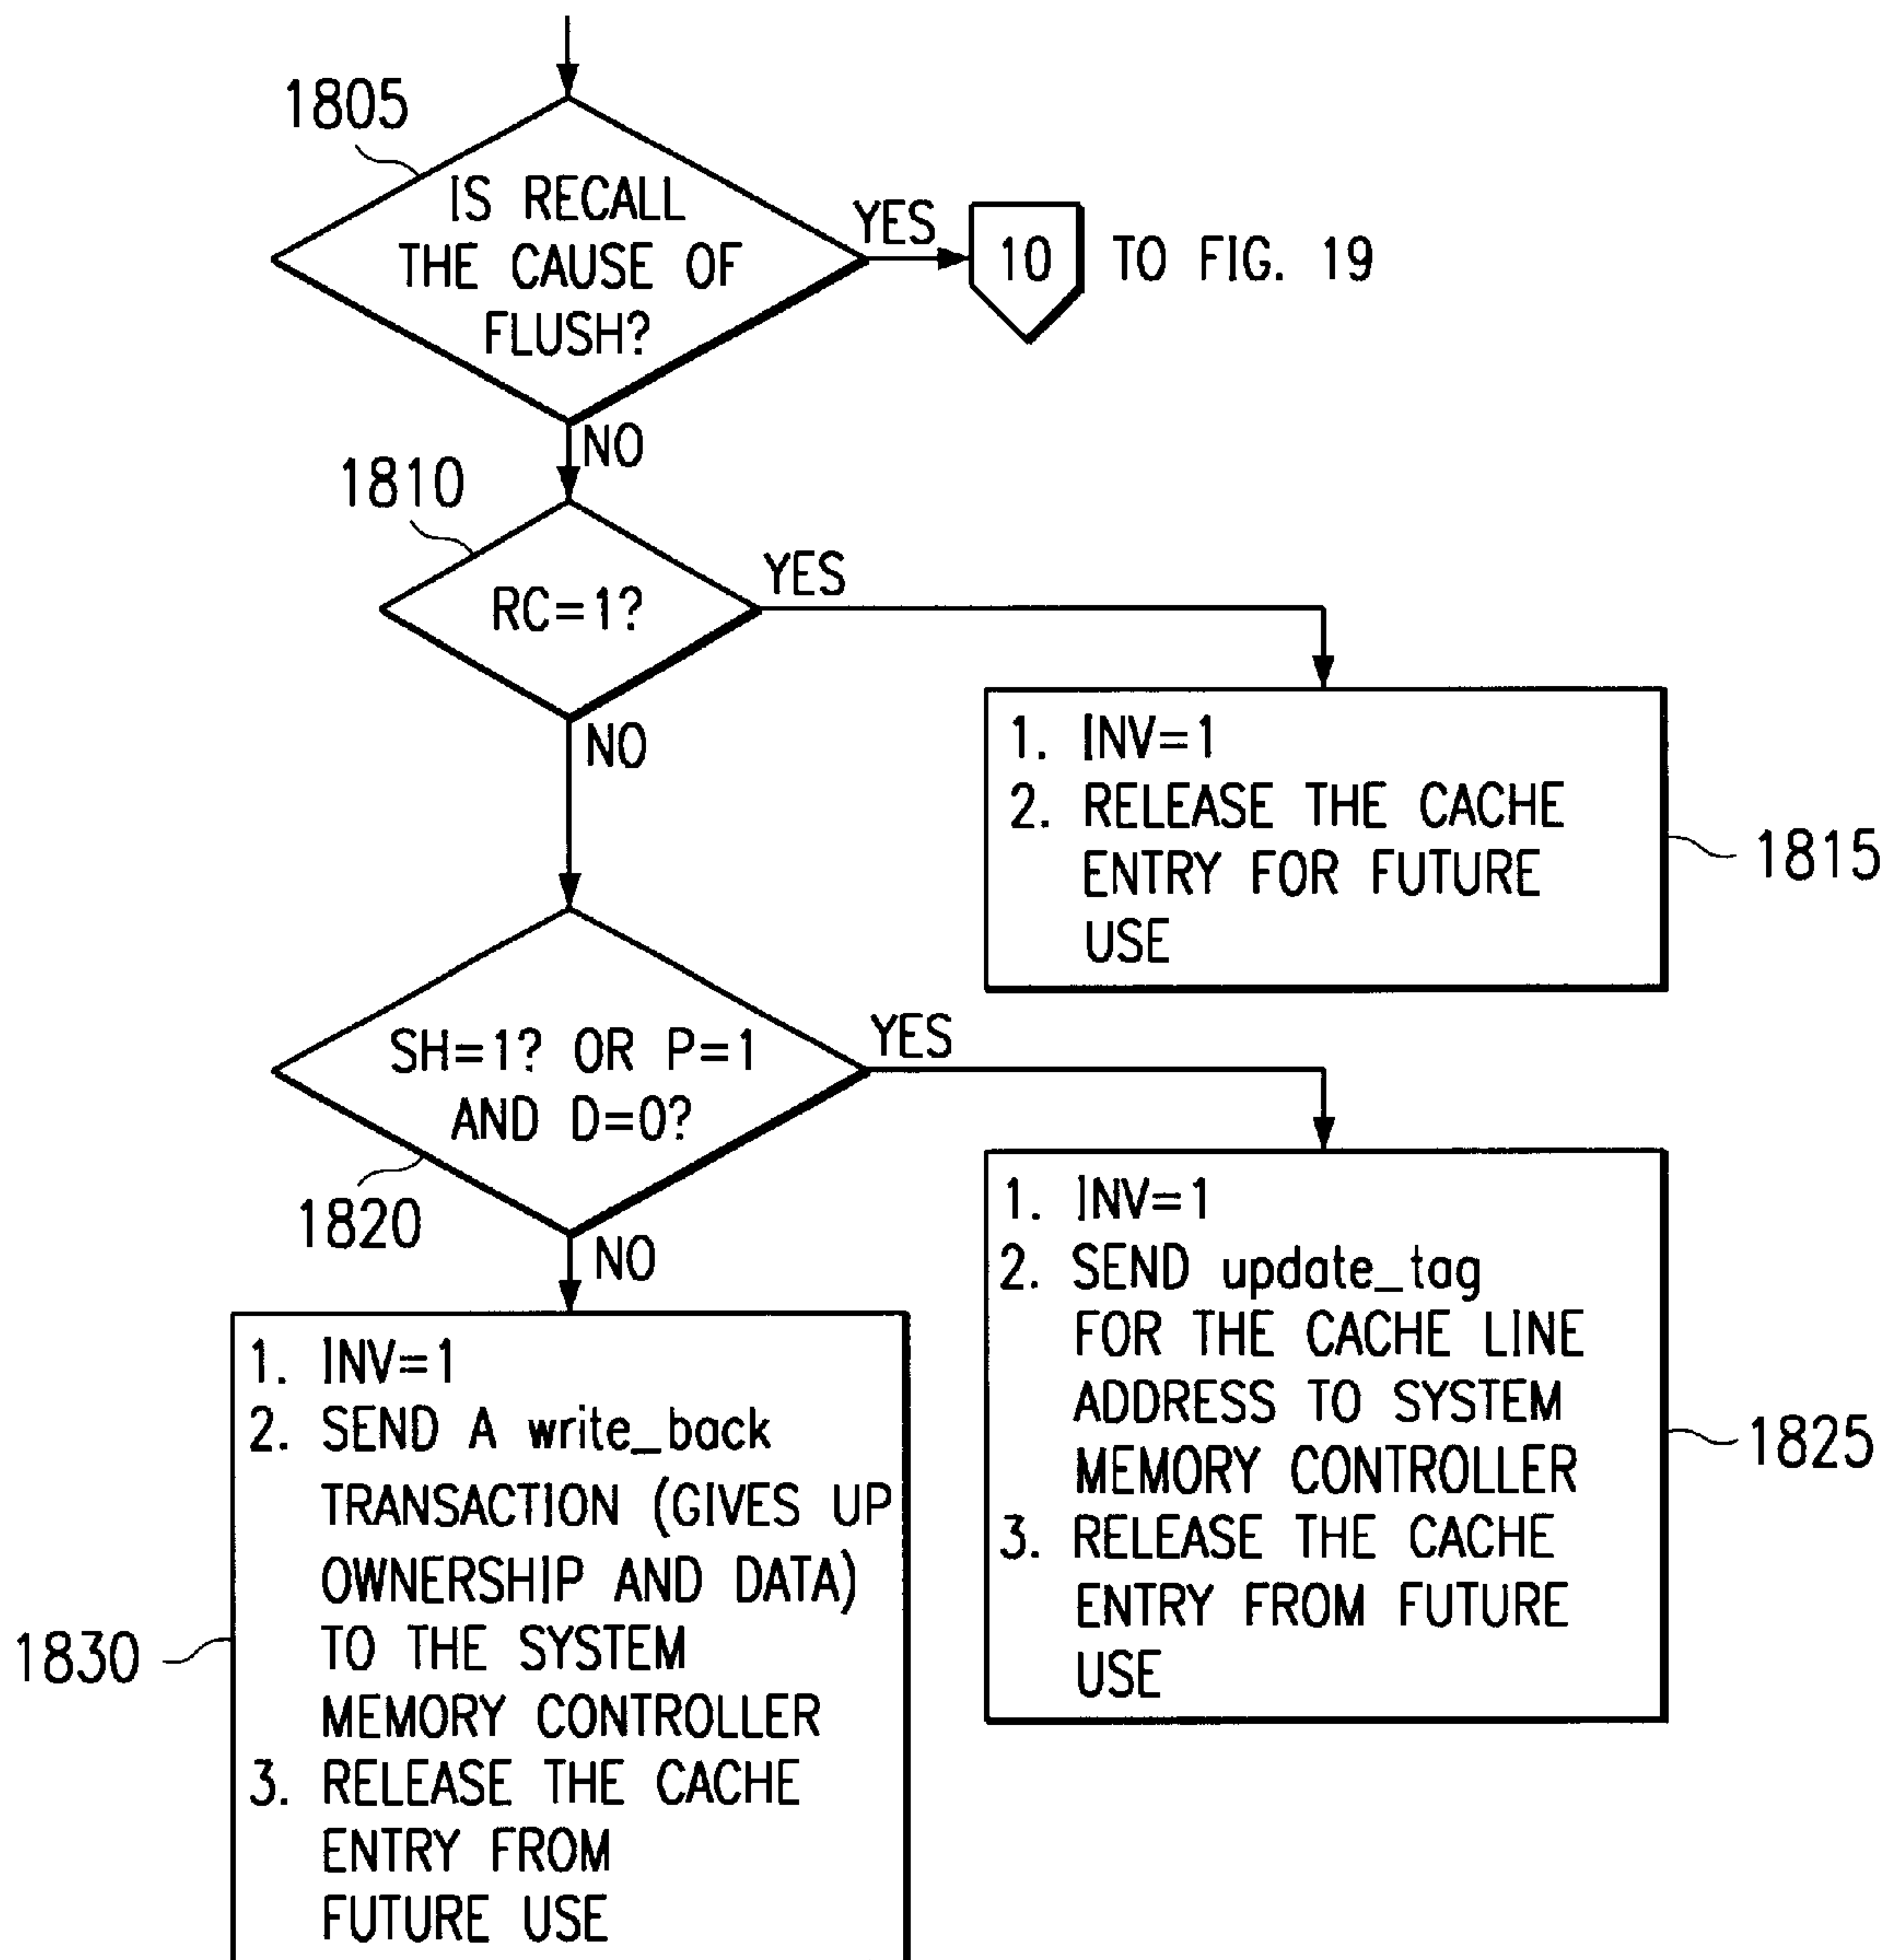 1805
IS RECALL
THE CAUSE OF
FLUSH?
YES
10
TO FIG. 19
NO
1810
RC=1?
YES
NO
1. INV=1
2. RELEASE THE CACHE
ENTRY FOR FUTURE
USE
1815
SH=1? OR P=1
AND D=0?
YES
1820
NO
1. INV=1
2. SEND update_tag
FOR THE CACHE LINE
ADDRESS TO SYSTEM
MEMORY CONTROLLER
3. RELEASE THE CACHE
ENTRY FROM FUTURE
USE
1825
1. INV=1
2. SEND A write_back
TRANSACTION (GIVES UP
OWNERSHIP AND DATA)
TO THE SYSTEM
MEMORY CONTROLLER
3. RELEASE THE CACHE
ENTRY FROM
FUTURE USE
1830